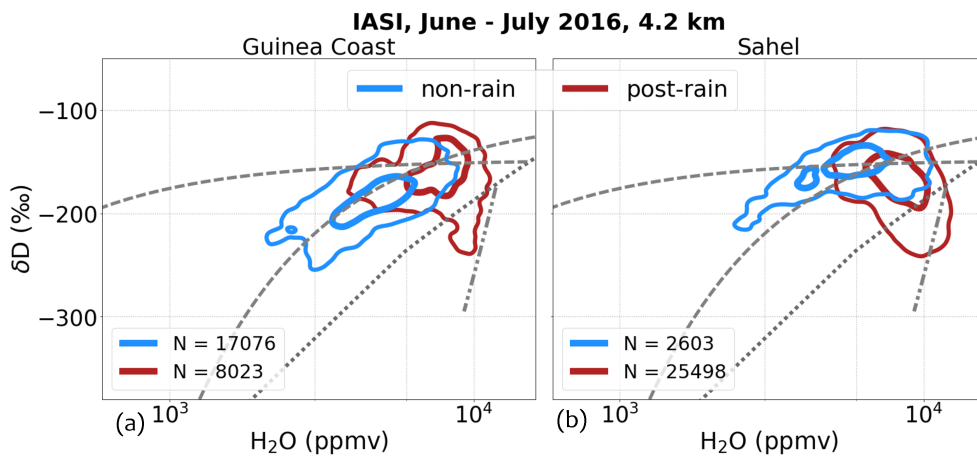 IASI, June - July 2016, 4.2 km
Guinea Coast
Sahel
non-rain
post-rain
δD (‰)
−100
−200
−300
N = 17076
N = 8023
N = 2603
N = 25498
(a)
10³
10⁴
(b)
10³
10⁴
H₂O (ppmv)
H₂O (ppmv)